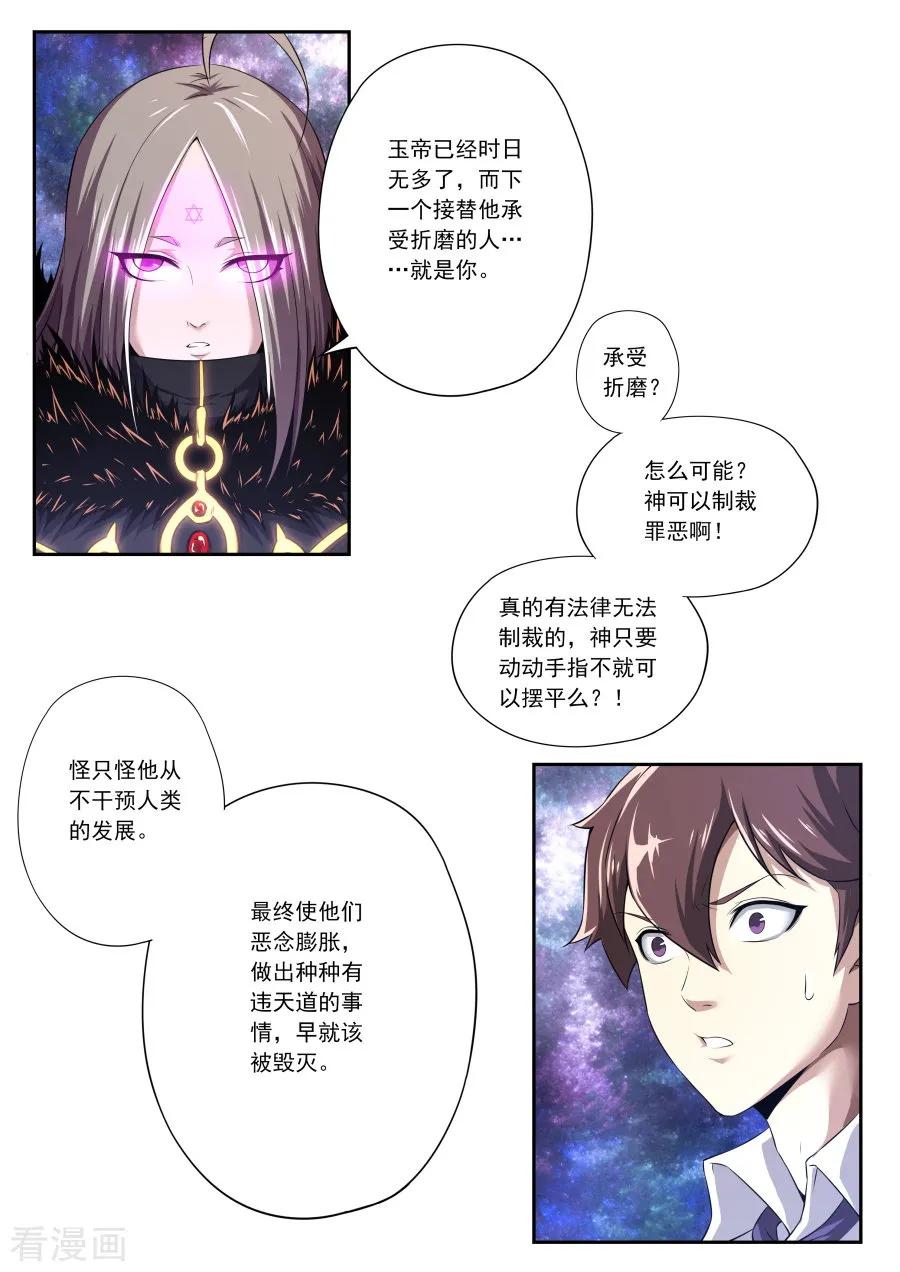 玉帝已经时日
无多了，而下
一个接替他承
受折磨的人……
……就是你。
承受
折磨？
怎么可能？
神可以制裁
罪恶啊！
真的有法律无法
制裁的，神只要
动动手指不就可
以摆平么？！
怪只怪他从
不干预人类
的发展。
最终使他们
恶念膨胀，
做出种种有
违天道的事
情，早就该
被毁灭。
看漫画